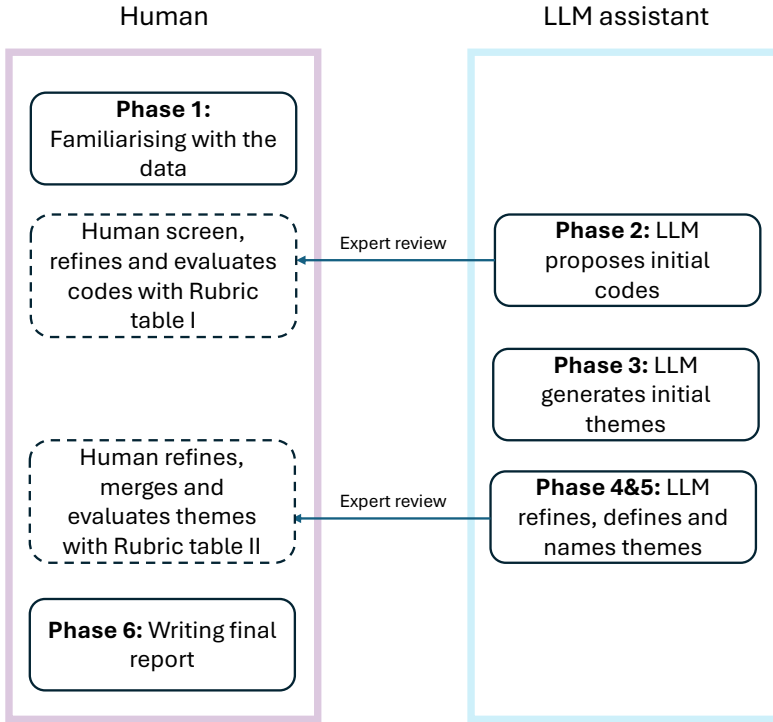 Human
LLM assistant
Phase 1:
Familiarising with the
data
Human screen,
refines and evaluates
codes with Rubric
table I
Expert review
Phase 2: LLM
proposes initial
codes
Phase 3: LLM
generates initial
themes
Human refines,
merges and
evaluates themes
with Rubric table II
Expert review
Phase 4&5: LLM
refines, defines and
names themes
Phase 6: Writing final
report